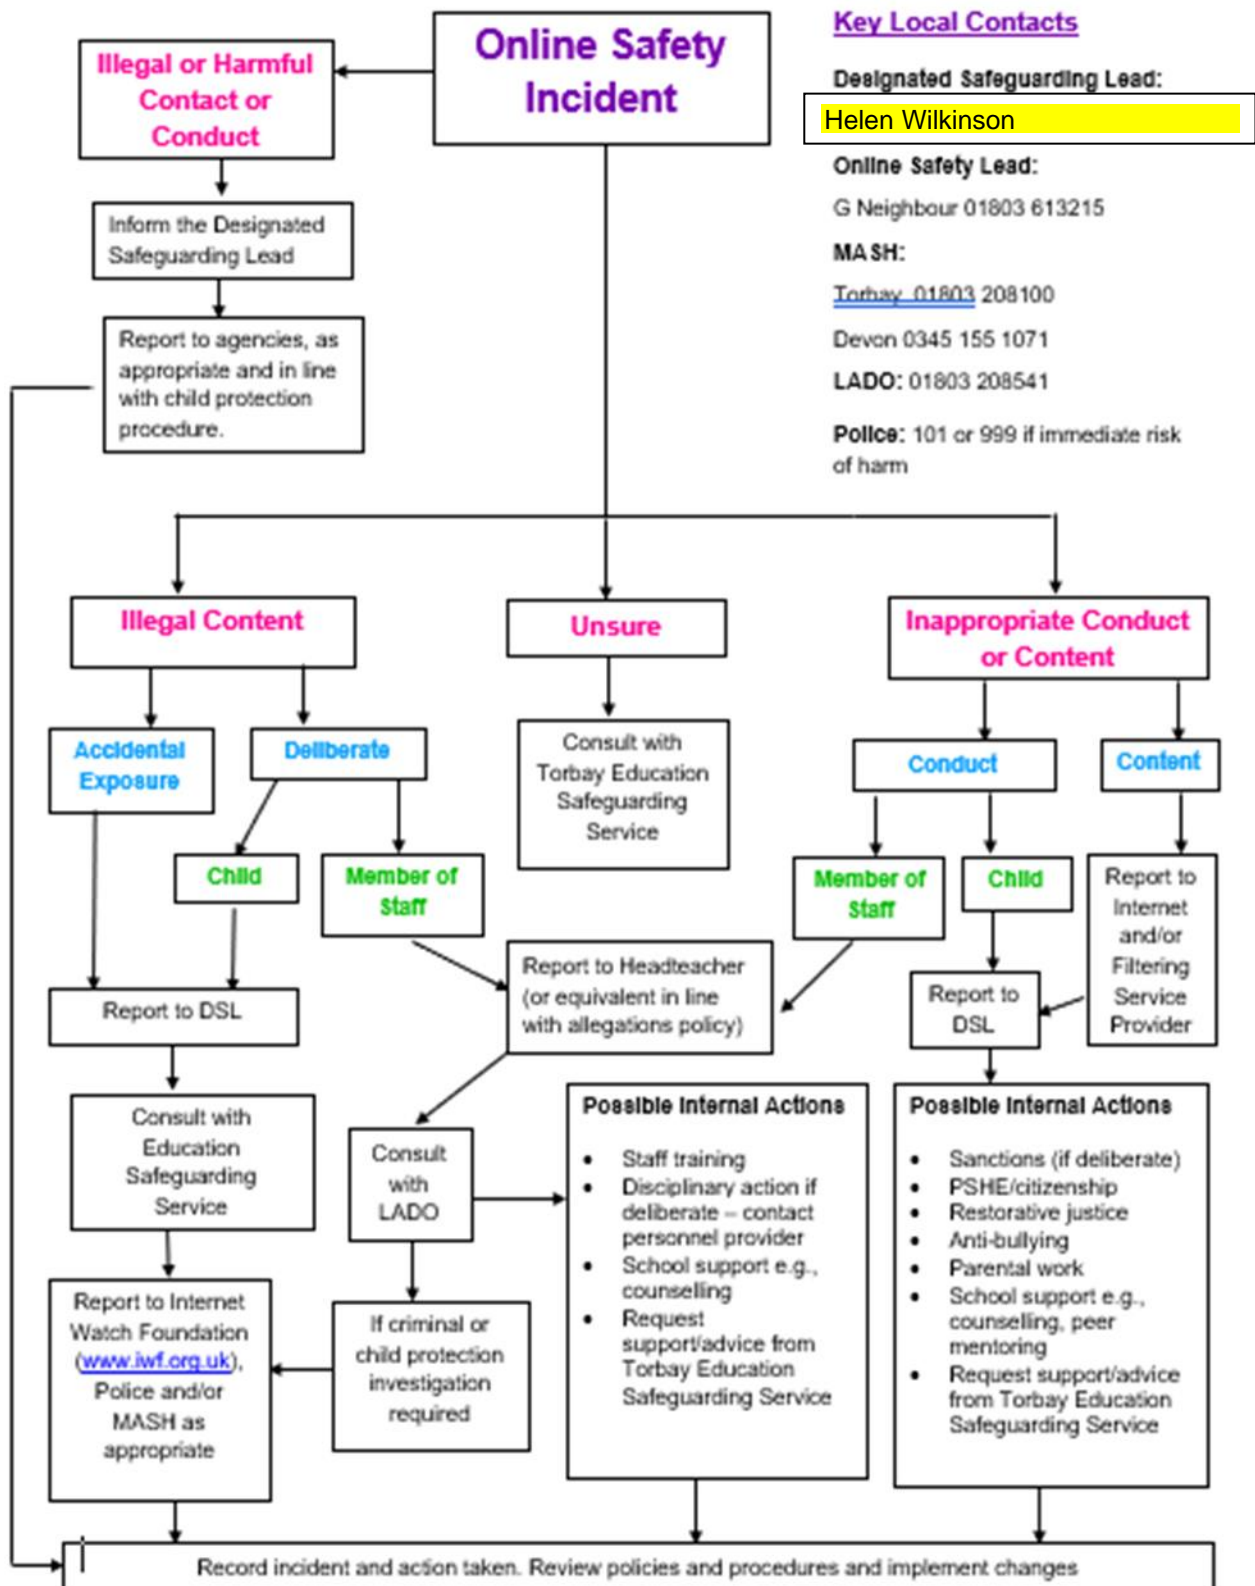 Online Safety
Incident
Illegal or Harmful
Contact or
Conduct
Inform the Designated
Safeguarding Lead
Report to agencies, as
appropriate and in line
with child protection
procedure.
Key Local Contacts
Designated Safeguarding Lead:
Helen Wilkinson
Online Safety Lead:
G Neighbour 01803 613215
MASH:
Torbay 01803 208100
Devon 0345 155 1071
LADO: 01803 208541
Police: 101 or 999 if immediate risk
of harm
Illegal Content
Unsure
Inappropriate Conduct
or Content
Accidental
Exposure
Deliberate
Consult with
Torbay Education
Safeguarding
Service
Conduct
Content
Child
Member of
Staff
Member of
Staff
Child
Report to
Internet
and/or
Filtering
Service
Provider
Report to DSL
Report to Headteacher
(or equivalent in line
with allegations policy)
Report to
DSL
Consult with
Education
Safeguarding
Service
Consult
with
LADO
Possible Internal Actions
• Staff training
• Disciplinary action if
deliberate – contact
personnel provider
• School support e.g.,
counselling
• Request
support/advice from
Torbay Education
Safeguarding Service
Possible Internal Actions
• Sanctions (if deliberate)
• PSHE/citizenship
• Restorative justice
• Anti-bullying
• Parental work
• School support e.g.,
counselling, peer
mentoring
• Request support/advice
from Torbay Education
Safeguarding Service
Report to Internet
Watch Foundation
(www.iwf.org.uk),
Police and/or
MASH as
appropriate
If criminal or
child protection
investigation
required
Record incident and action taken. Review policies and procedures and implement changes